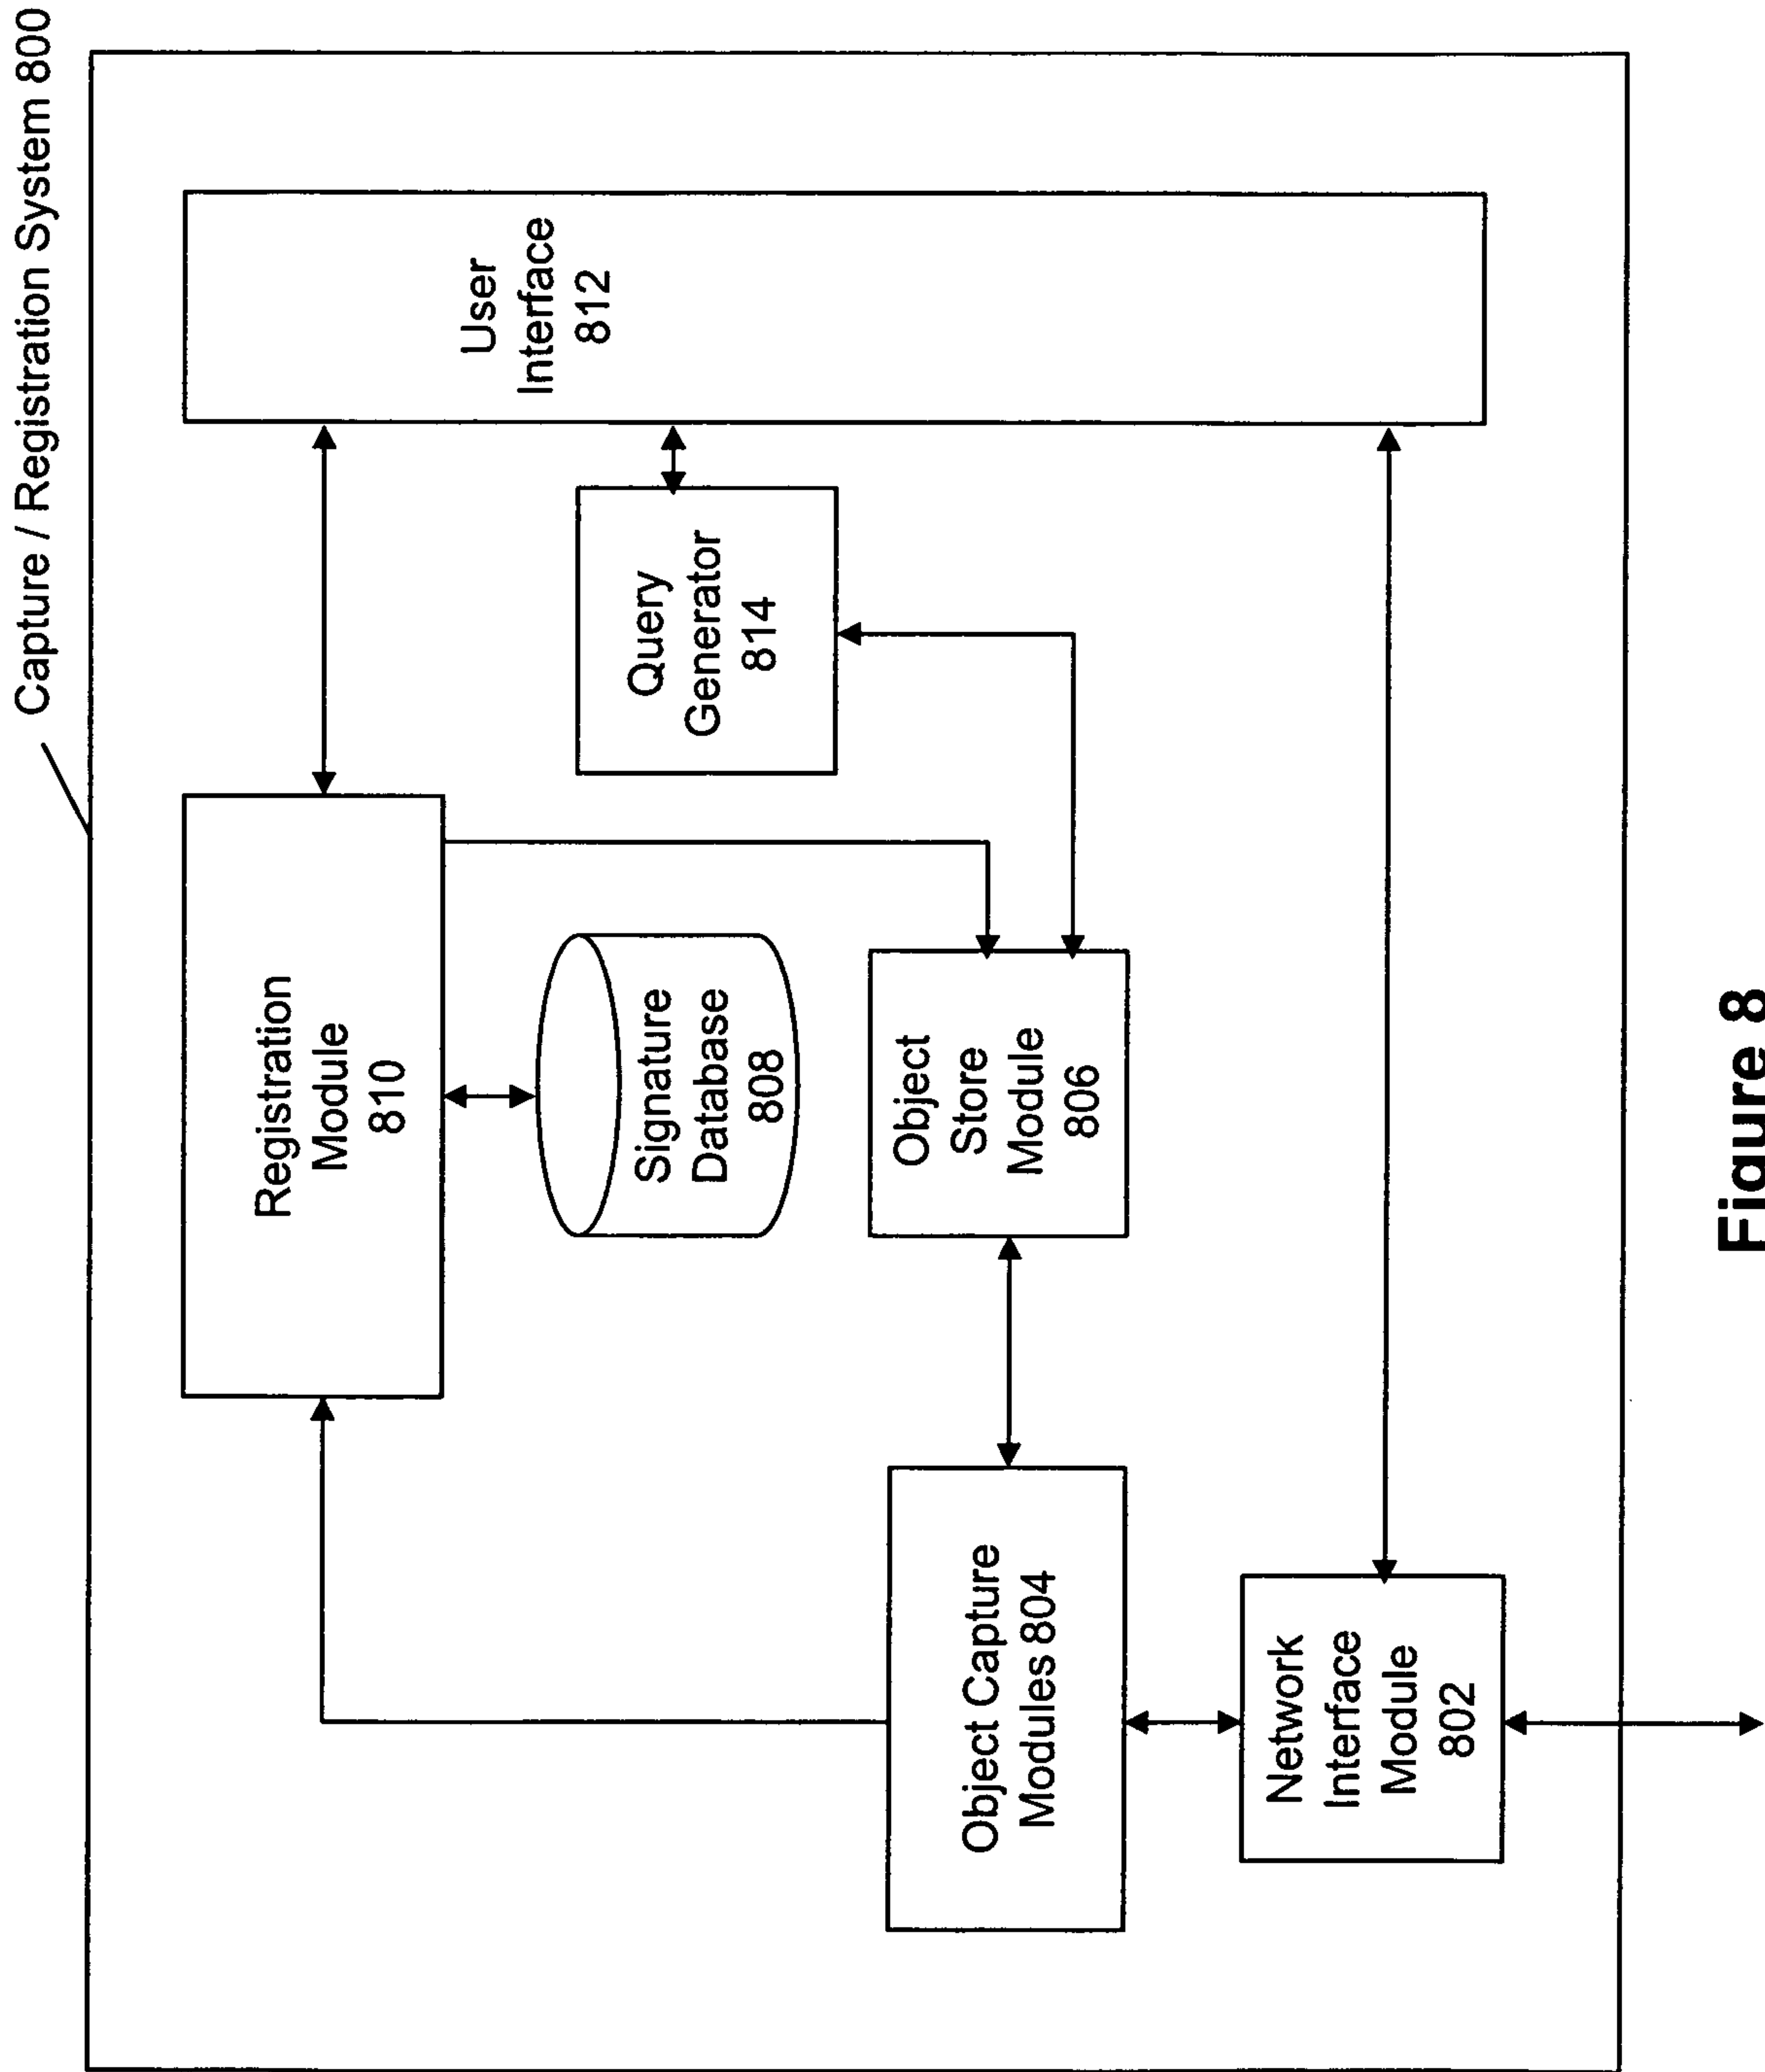 Capture / Registration System 800
Registration
Module
810
User
Interface
812
Signature
Database
808
Query
Generator
814
Object
Store
Module
806
Object Capture
Modules 804
Network
Interface
Module
802
Figure 8